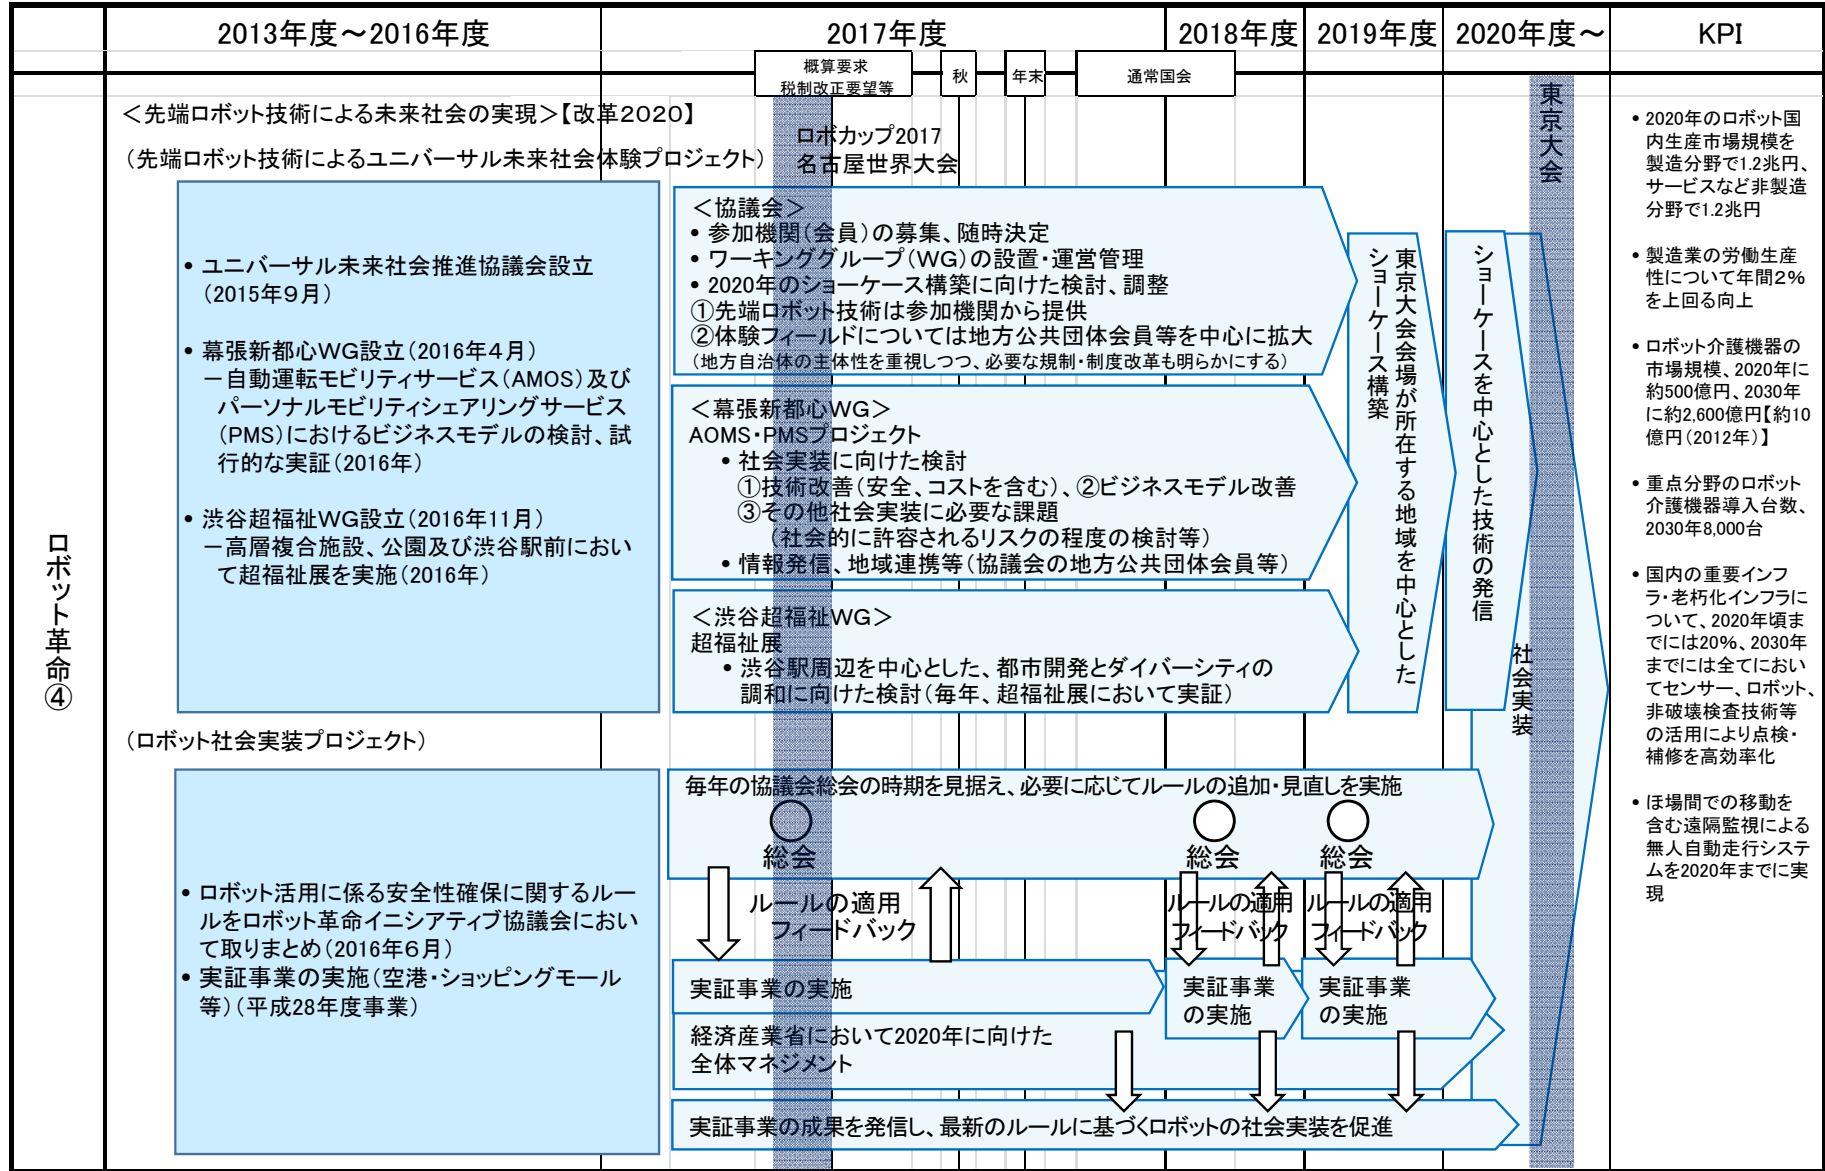 2013年度～2016年度
2017年度
2018年度
2019年度
2020年度～
KPI
概算要求
税制改正要望等
秋
年末
通常国会
ロボット革命④
＜先端ロボット技術による未来社会の実現＞【改革2020】
（先端ロボット技術によるユニバーサル未来社会体験プロジェクト）
ロボカップ2017
名古屋世界大会
東京大会
• ユニバーサル未来社会推進協議会設立
（2015年９月）
• 幕張新都心WG設立（2016年４月）
－自動運転モビリティサービス（AMOS）及び
パーソナルモビリティシェアリングサービス
（PMS）におけるビジネスモデルの検討、試
行的な実証（2016年）
• 渋谷超福祉WG設立（2016年11月）
－高層複合施設、公園及び渋谷駅前におい
て超福祉展を実施（2016年）
＜協議会＞
• 参加機関（会員）の募集、随時決定
• ワーキンググループ（WG）の設置・運営管理
• 2020年のショーケース構築に向けた検討、調整
①先端ロボット技術は参加機関から提供
②体験フィールドについては地方公共団体会員等を中心に拡大
（地方自治体の主体性を重視しつつ、必要な規制・制度改革も明らかにする）
＜幕張新都心WG＞
AOMS・PMSプロジェクト
• 社会実装に向けた検討
①技術改善（安全、コストを含む）、②ビジネスモデル改善
③その他社会実装に必要な課題
（社会的に許容されるリスクの程度の検討等）
• 情報発信、地域連携等（協議会の地方公共団体会員等）
＜渋谷超福祉WG＞
超福祉展
• 渋谷駅周辺を中心とした、都市開発とダイバーシティの
調和に向けた検討（毎年、超福祉展において実証）
東京大会会場が所在する地域を中心とした
ショーケース構築
ショーケースを中心とした技術の発信
社会実装
（ロボット社会実装プロジェクト）
• ロボット活用に係る安全性確保に関するルー
ルをロボット革命イニシアティブ協議会におい
て取りまとめ（2016年６月）
• 実証事業の実施（空港・ショッピングモール
等）（平成28年度事業）
毎年の協議会総会の時期を見据え、必要に応じてルールの追加・見直しを実施
総会
総会
総会
ルールの適用
フィードバック
ルールの適用
フィードバック
ルールの適用
フィードバック
実証事業の実施
実証事業
の実施
実証事業
の実施
経済産業省において2020年に向けた
全体マネジメント
実証事業の成果を発信し、最新のルールに基づくロボットの社会実装を促進
• 2020年のロボット国
内生産市場規模を
製造分野で1.2兆円、
サービスなど非製造
分野で1.2兆円
• 製造業の労働生産
性について年間２％
を上回る向上
• ロボット介護機器の
市場規模、2020年に
約500億円、2030年
に約2,600億円【約10
億円（2012年）】
• 重点分野のロボット
介護機器導入台数、
2030年8,000台
• 国内の重要インフ
ラ・老朽化インフラに
ついて、2020年頃ま
でには20％、2030年
までには全てにおい
てセンサー、ロボット、
非破壊検査技術等
の活用により点検・
補修を高効率化
• ほ場間での移動を
含む遠隔監視による
無人自動走行システ
ムを2020年までに実
現